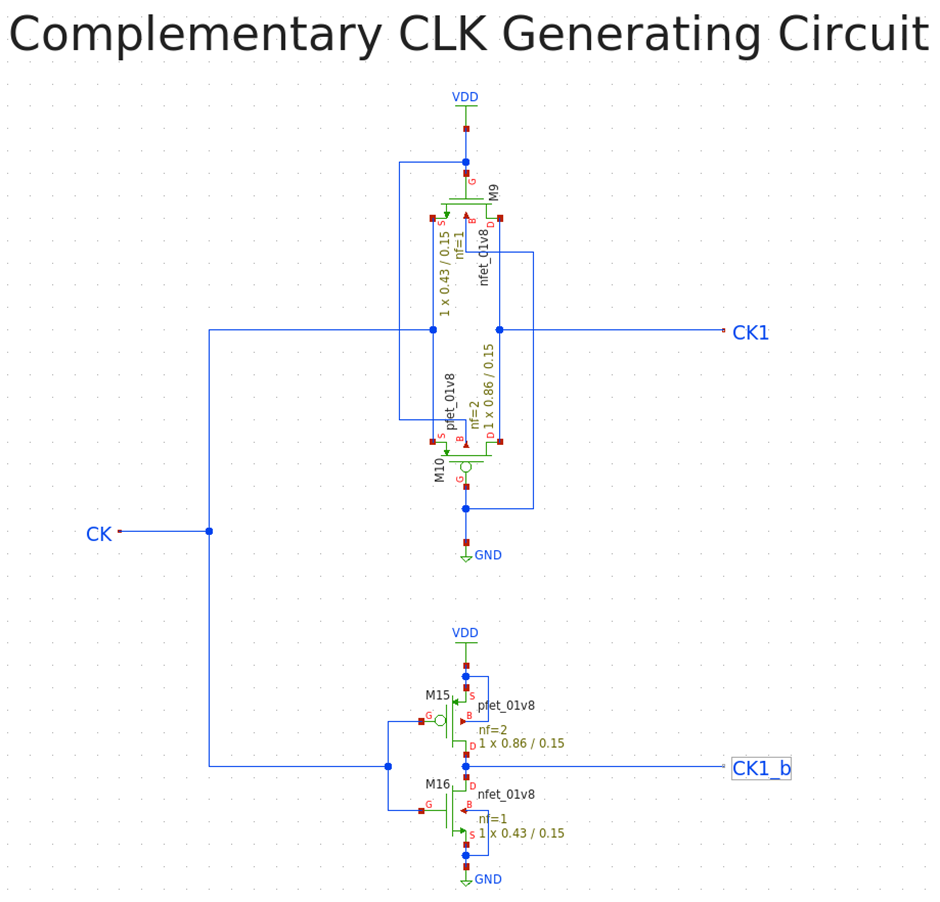 Complementary CLK Generating Circuit
VDD
G
M9
S
B
D
1 x 0.43 / 0.15
nf=1
nfet_01v8
CK1
pfet_01v8
nf=2
1 x 0.86 / 0.15
S
B
D
M10
G
CK
GND
VDD
M15
S
pfet_01v8
G
B
nf=2
D
1 x 0.86 / 0.15
CK1_b
M16
D
nfet_01v8
G
B
nf=1
S
1 x 0.43 / 0.15
GND